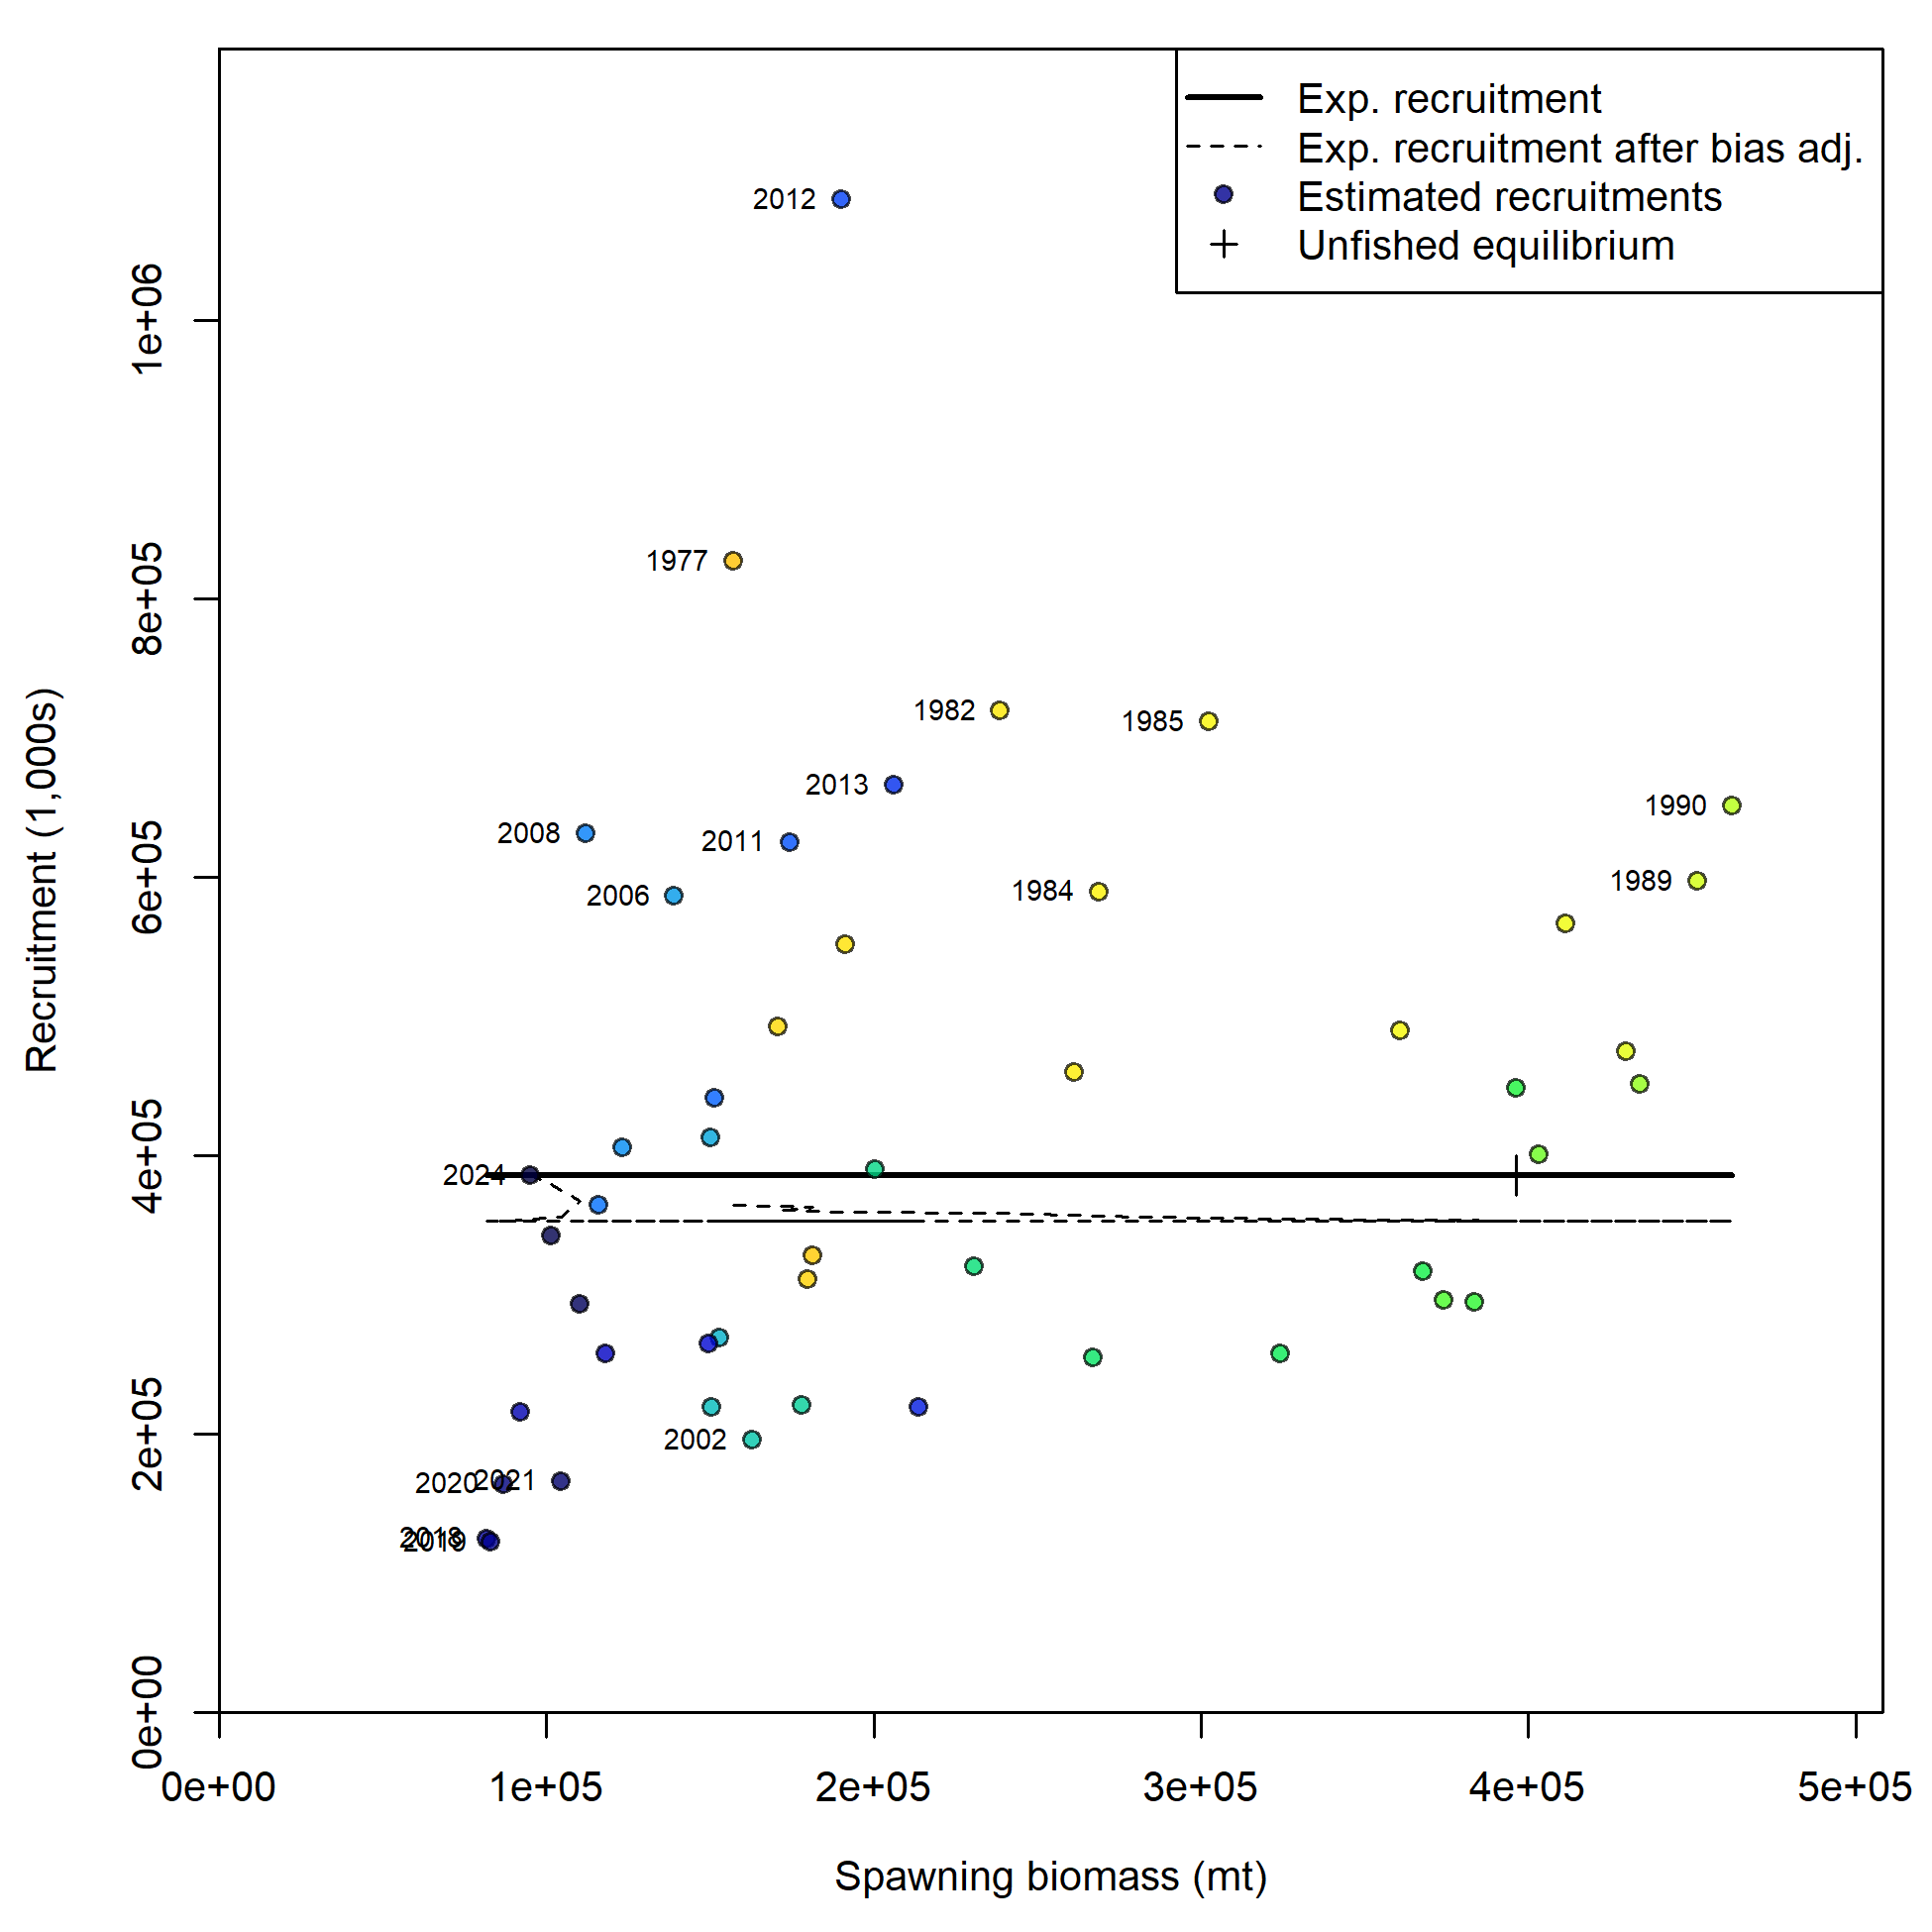 Exp. recruitment
Exp. recruitment after bias adj.
Estimated recruitments
Unfished equilibrium
2012
1977
1982
1985
2013
1990
2008
2011
2006
1984
1989
2024
2002
2020
2021
2018
2019
Recruitment (1,000s)
1e+06
8e+05
6e+05
4e+05
2e+05
0e+00
0e+00 1e+05 2e+05 3e+05 4e+05 5e+05
Spawning biomass (mt)